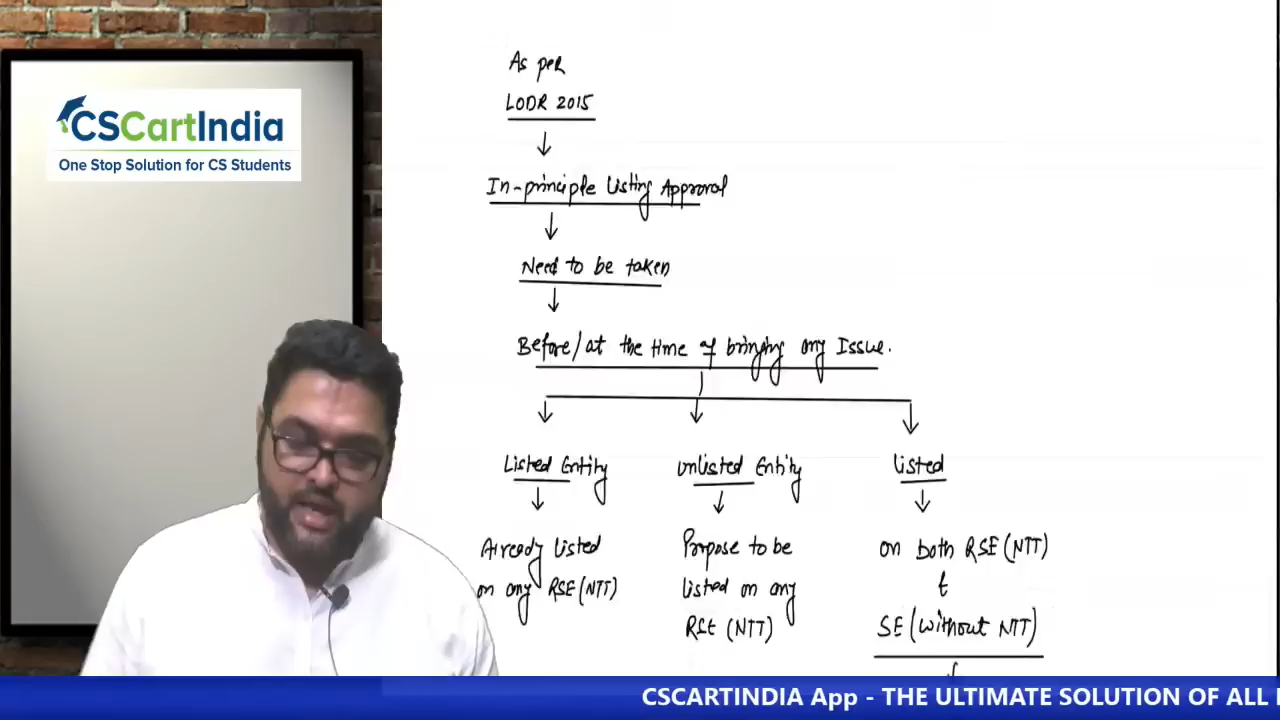 CSCartIndia
One Stop Solution for CS Students
As per
LODR 2015
In-principle Listing Approval
Need to be taken
Before/at the time of bringing any Issue.
Listed Entity
Already Listed
on any RSE(NTT)
Unlisted Entity
Propose to be
listed on any
RSE (NTT)
Listed
on both RSE(NTT)
&
SE(Without NTT)
CSCARTINDIA App - THE ULTIMATE SOLUTION OF ALL